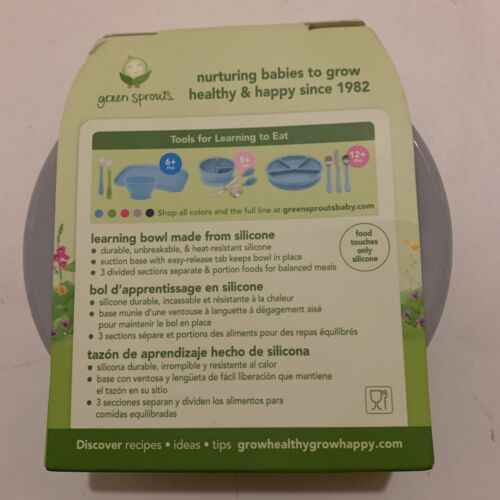 green sprouts.
nurturing babies to grow
healthy & happy since 1982
Tools for Learning to Eat
6+
mo
9+
mo
12+
mo
Shop all colors and the full line at greensproutsbaby.com
learning bowl made from silicone
• durable, unbreakable, & heat-resistant silicone
• suction base with easy-release tab keeps bowl in place
• 3 divided sections separate & portion foods for balanced meals
food
touches
only
silicone
bol d'apprentissage en silicone
• silicone durable, incassable et résistante à la chaleur
• base munie d'une ventouse à languette à dégagement aisé
pour maintenir le bol en place
• 3 sections sépare et portions des aliments pour des repas équilibrés
tazón de aprendizaje hecho de silicona
• silicona durable, irrompible y resistente al calor
• base con ventosa y lengüeta de fácil liberación que mantiene
el tazón en su sitio
• 3 secciones separan y dividen los alimentos para
comidas equilibradas
Discover recipes • ideas • tips growhealthygrowhappy.com